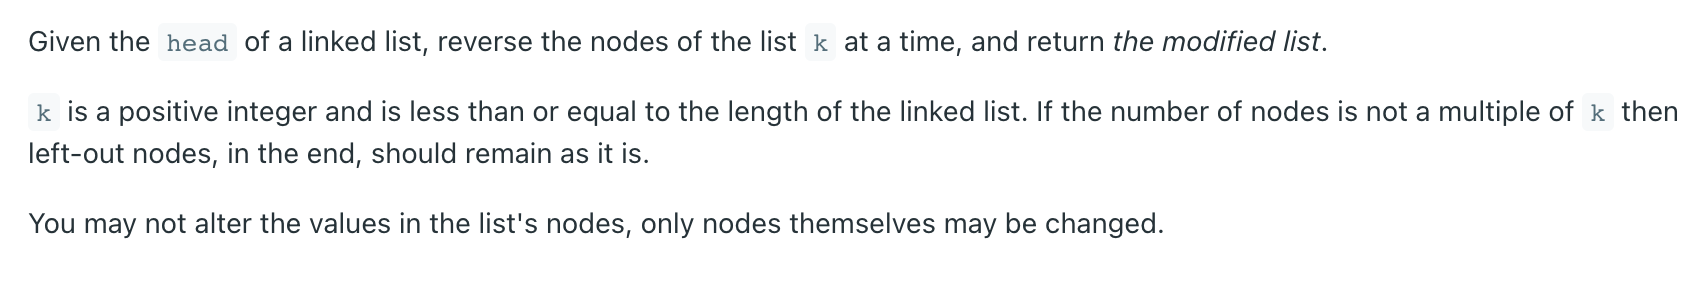 Given the head of a linked list, reverse the nodes of the list k at a time, and return the modified list.
k is a positive integer and is less than or equal to the length of the linked list. If the number of nodes is not a multiple of k then
left-out nodes, in the end, should remain as it is.
You may not alter the values in the list's nodes, only nodes themselves may be changed.